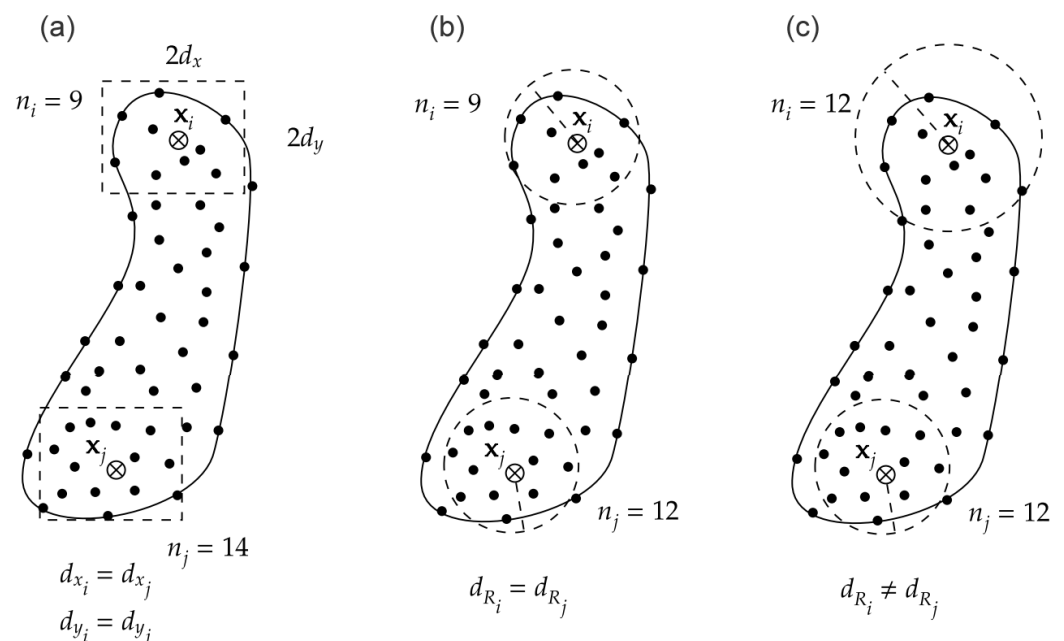 (a)
2d_x
n_i = 9
x_i
2d_y
x_j
n_j = 14
d_{x_i} = d_{x_j}
d_{y_i} = d_{y_j}
(b)
n_i = 9
x_i
x_j
n_j = 12
d_{R_i} = d_{R_j}
(c)
n_i = 12
x_i
x_j
n_j = 12
d_{R_i} ≠ d_{R_j}